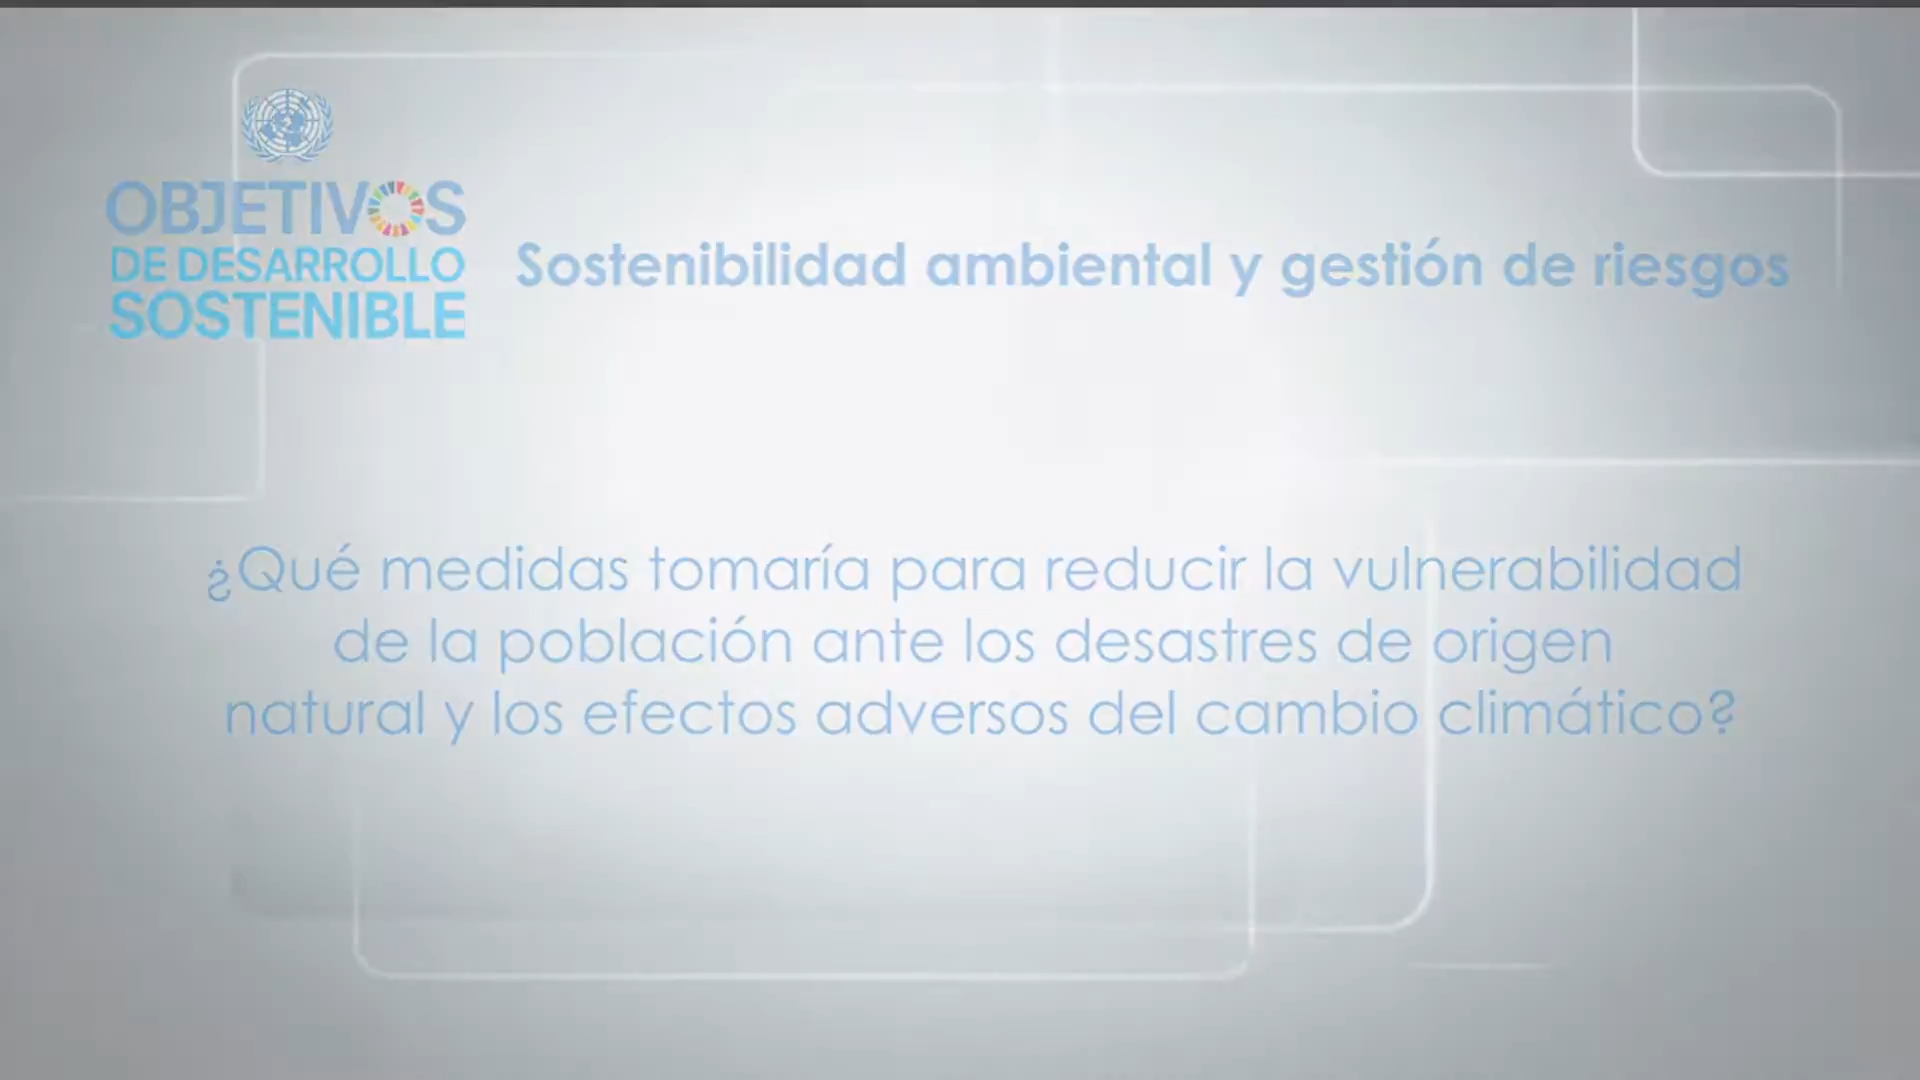 OBJETIVOS
DE DESARROLLO
SOSTENIBLE
Sostenibilidad ambiental y gestión de riesgos
¿Qué medidas tomaría para reducir la vulnerabilidad
de la población ante los desastres de origen
natural y los efectos adversos del cambio climático?